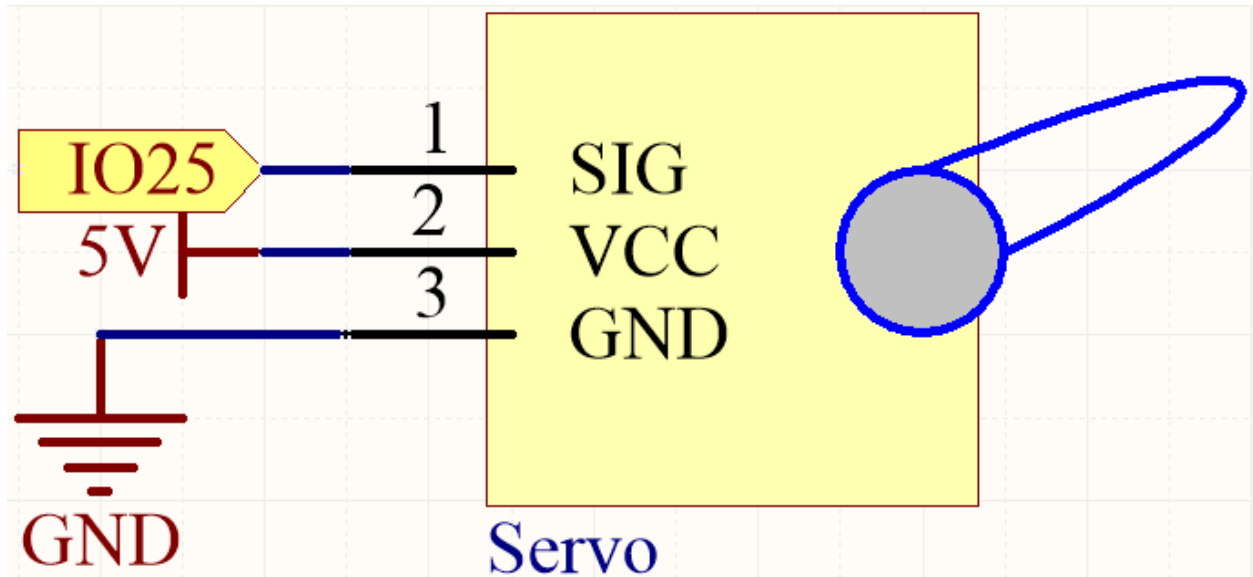 IO25 1 SIG
5V 2 VCC
3 GND
GND
Servo